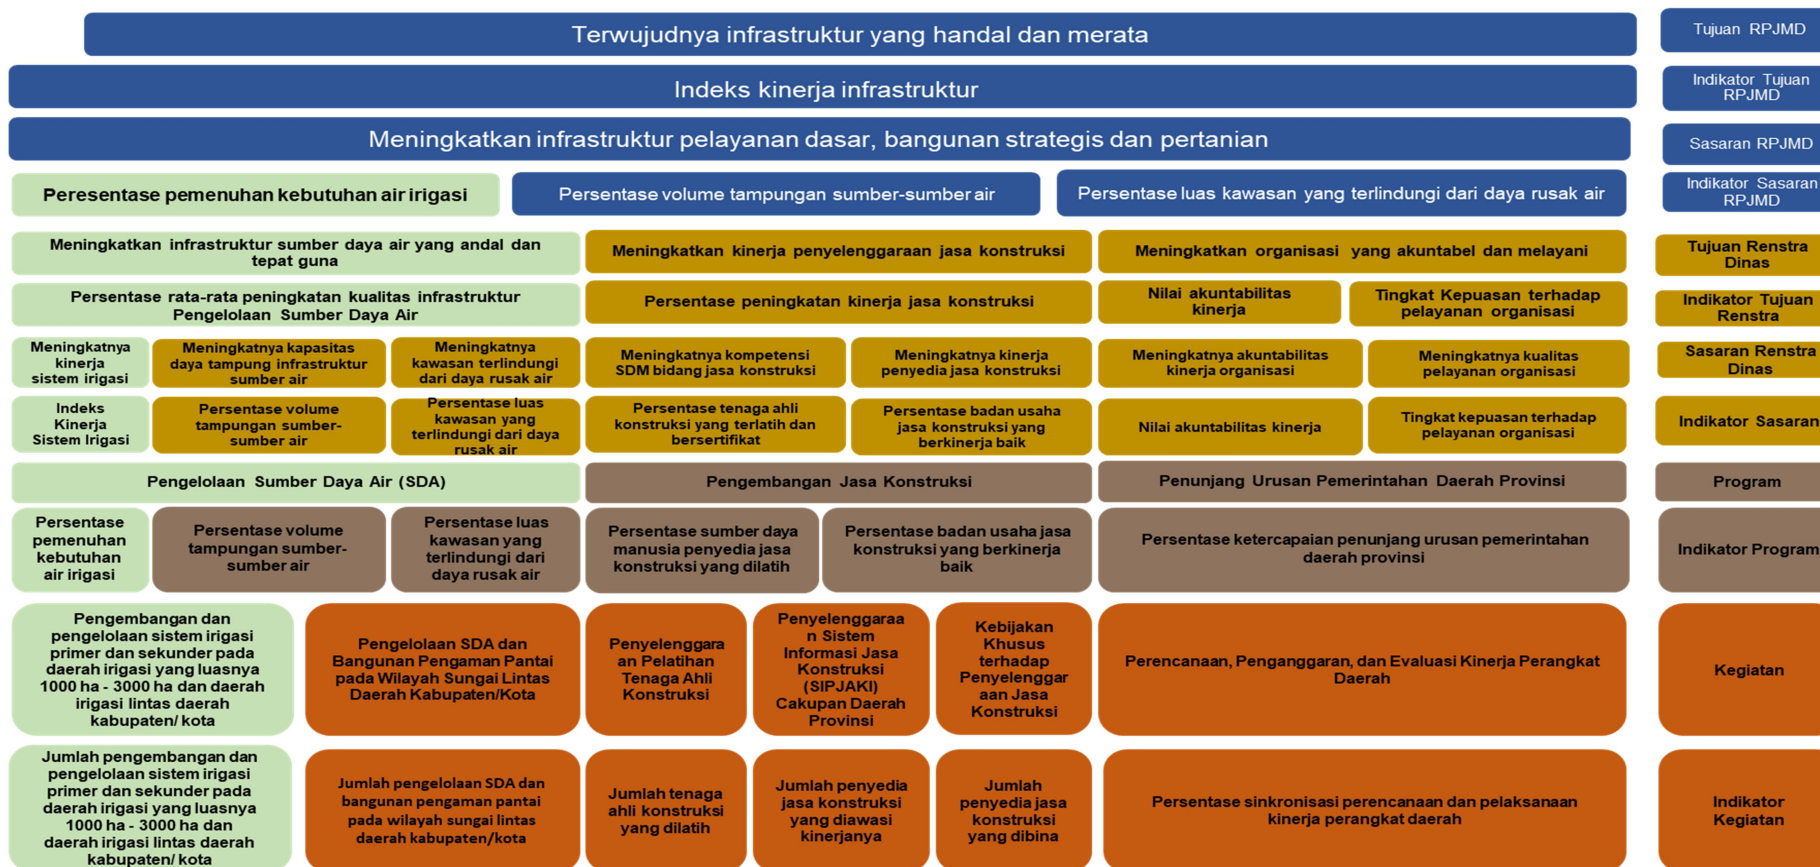 Terwujudnya infrastruktur yang handal dan merata
Tujuan RPJMD
Indeks kinerja infrastruktur
Indikator Tujuan
RPJMD
Meningkatkan infrastruktur pelayanan dasar, bangunan strategis dan pertanian
Sasaran RPJMD
Peresentase pemenuhan kebutuhan air irigasi
Persentase volume tampungan sumber-sumber air
Persentase luas kawasan yang terlindungi dari daya rusak air
Indikator Sasaran
RPJMD
Meningkatkan infrastruktur sumber daya air yang andal dan
tepat guna
Meningkatkan kinerja penyelenggaraan jasa konstruksi
Meningkatkan organisasi yang akuntabel dan melayani
Tujuan Renstra
Dinas
Persentase rata-rata peningkatan kualitas infrastruktur
Pengelolaan Sumber Daya Air
Persentase peningkatan kinerja jasa konstruksi
Nilai akuntabilitas
kinerja
Tingkat Kepuasan terhadap
pelayanan organisasi
Indikator Tujuan
Renstra
Meningkatnya
kinerja
sistem irigasi
Meningkatnya kapasitas
daya tampung infrastruktur
sumber air
Meningkatnya
kawasan terlindungi
dari daya rusak air
Meningkatnya kompetensi
SDM bidang jasa konstruksi
Meningkatnya kinerja
penyedia jasa konstruksi
Meningkatnya akuntabilitas
kinerja organisasi
Meningkatnya kualitas
pelayanan organisasi
Sasaran Renstra
Dinas
Indeks
Kinerja
Sistem Irigasi
Persentase volume
tampungan sumber-
sumber air
Persentase luas
kawasan yang
terlindungi dari daya
rusak air
Persentase tenaga ahli
konstruksi yang terlatih dan
bersertifikat
Persentase badan usaha
jasa konstruksi yang
berkinerja baik
Nilai akuntabilitas kinerja
Tingkat kepuasan terhadap
pelayanan organisasi
Indikator Sasaran
Pengelolaan Sumber Daya Air (SDA)
Pengembangan Jasa Konstruksi
Penunjang Urusan Pemerintahan Daerah Provinsi
Program
Persentase
pemenuhan
kebutuhan
air irigasi
Persentase volume
tampungan sumber-
sumber air
Persentase luas
kawasan yang
terlindungi dari
daya rusak air
Persentase sumber daya
manusia penyedia jasa
konstruksi yang dilatih
Persentase badan usaha jasa
konstruksi yang berkinerja
baik
Persentase ketercapaian penunjang urusan pemerintahan
daerah provinsi
Indikator Program
Pengembangan dan
pengelolaan sistem irigasi
primer dan sekunder pada
daerah irigasi yang luasnya
1000 ha - 3000 ha dan daerah
irigasi lintas daerah
kabupaten/ kota
Pengelolaan SDA dan
Bangunan Pengaman Pantai
pada Wilayah Sungai Lintas
Daerah Kabupaten/Kota
Penyelenggara
an Pelatihan
Tenaga Ahli
Konstruksi
Penyelenggaraa
n Sistem
Informasi Jasa
Konstruksi
(SIPJAKI)
Cakupan Daerah
Provinsi
Kebijakan
Khusus
terhadap
Penyelenggar
aan Jasa
Konstruksi
Perencanaan, Penganggaran, dan Evaluasi Kinerja Perangkat
Daerah
Kegiatan
Jumlah pengembangan dan
pengelolaan sistem irigasi
primer dan sekunder pada
daerah irigasi yang luasnya
1000 ha - 3000 ha dan
daerah irigasi lintas daerah
kabupaten/ kota
Jumlah pengelolaan SDA dan
bangunan pengaman pantai
pada wilayah sungai lintas
daerah kabupaten/kota
Jumlah tenaga
ahli konstruksi
yang dilatih
Jumlah penyedia
jasa konstruksi
yang diawasi
kinerjanya
Jumlah
penyedia jasa
konstruksi
yang dibina
Persentase sinkronisasi perencanaan dan pelaksanaan
kinerja perangkat daerah
Indikator
Kegiatan